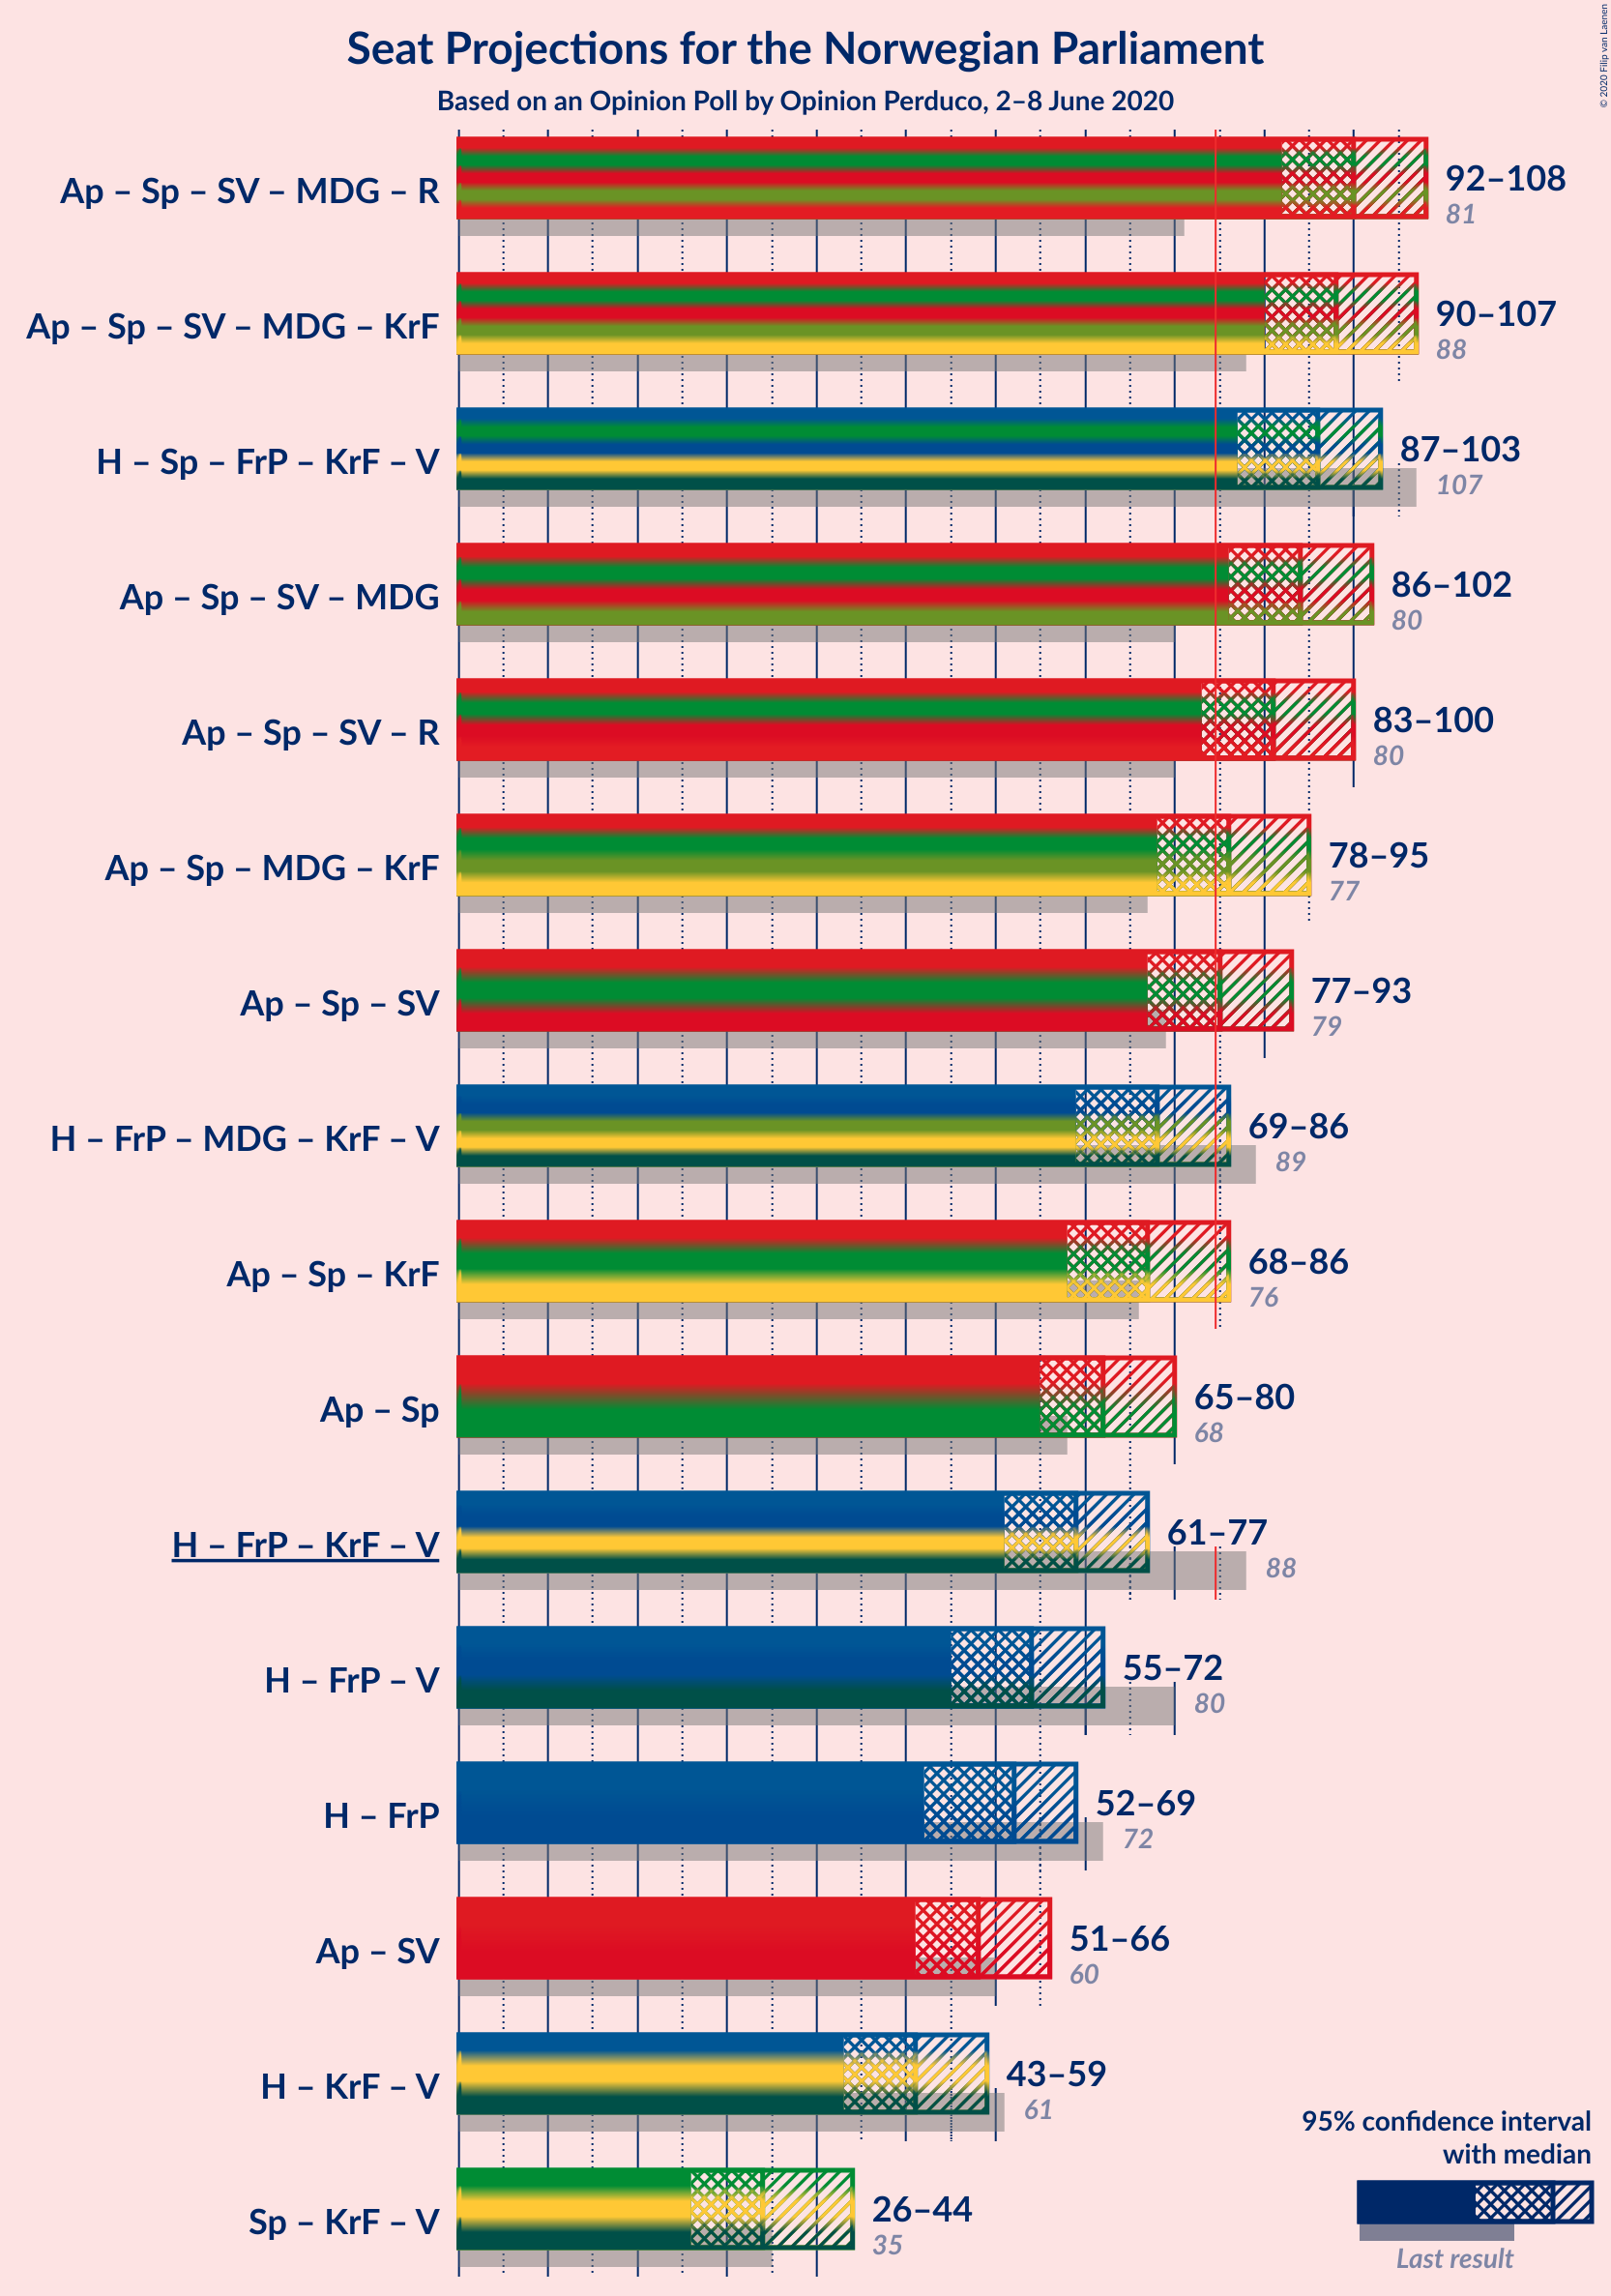 Seat Projections for the Norwegian Parliament
Based on an Opinion Poll by Opinion Perduco, 2–8 June 2020
© 2020 Filip van Laenen
Ap – Sp – SV – MDG – R
92–108
81
Ap – Sp – SV – MDG – KrF
90–107
88
H – Sp – FrP – KrF – V
87–103
107
Ap – Sp – SV – MDG
86–102
80
Ap – Sp – SV – R
83–100
80
Ap – Sp – MDG – KrF
78–95
77
Ap – Sp – SV
77–93
79
H – FrP – MDG – KrF – V
69–86
89
Ap – Sp – KrF
68–86
76
Ap – Sp
65–80
68
H – FrP – KrF – V
61–77
88
H – FrP – V
55–72
80
H – FrP
52–69
72
Ap – SV
51–66
60
H – KrF – V
43–59
61
Sp – KrF – V
26–44
35
95% confidence interval
with median
Last result